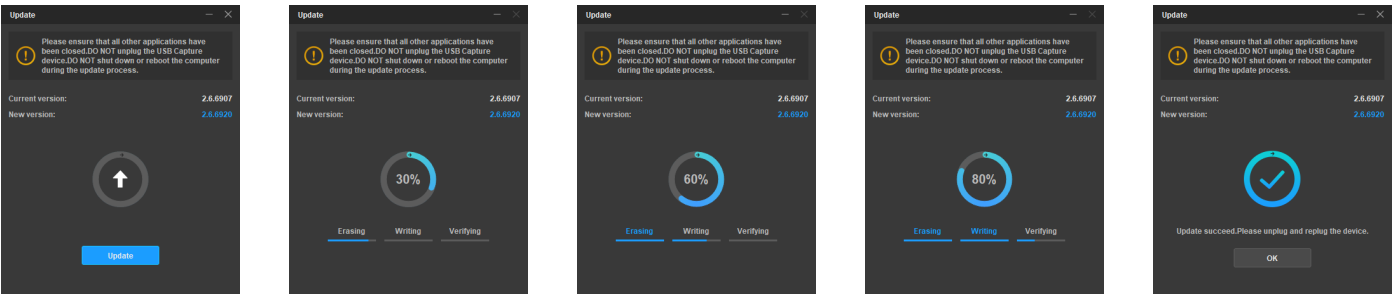 Update
Please ensure that all other applications have
been closed.DO NOT unplug the USB Capture
device.DO NOT shut down or reboot the computer
during the update process.
Current version: 2.6.6907
New version: 2.6.6920
Update
Update
Please ensure that all other applications have
been closed.DO NOT unplug the USB Capture
device.DO NOT shut down or reboot the computer
during the update process.
Current version: 2.6.6907
New version: 2.6.6920
30%
Erasing Writing Verifying
Update
Please ensure that all other applications have
been closed.DO NOT unplug the USB Capture
device.DO NOT shut down or reboot the computer
during the update process.
Current version: 2.6.6907
New version: 2.6.6920
60%
Erasing Writing Verifying
Update
Please ensure that all other applications have
been closed.DO NOT unplug the USB Capture
device.DO NOT shut down or reboot the computer
during the update process.
Current version: 2.6.6907
New version: 2.6.6920
80%
Erasing Writing Verifying
Update
Please ensure that all other applications have
been closed.DO NOT unplug the USB Capture
device.DO NOT shut down or reboot the computer
during the update process.
Current version: 2.6.6907
New version: 2.6.6920
Update succeed.Please unplug and replug the device.
OK